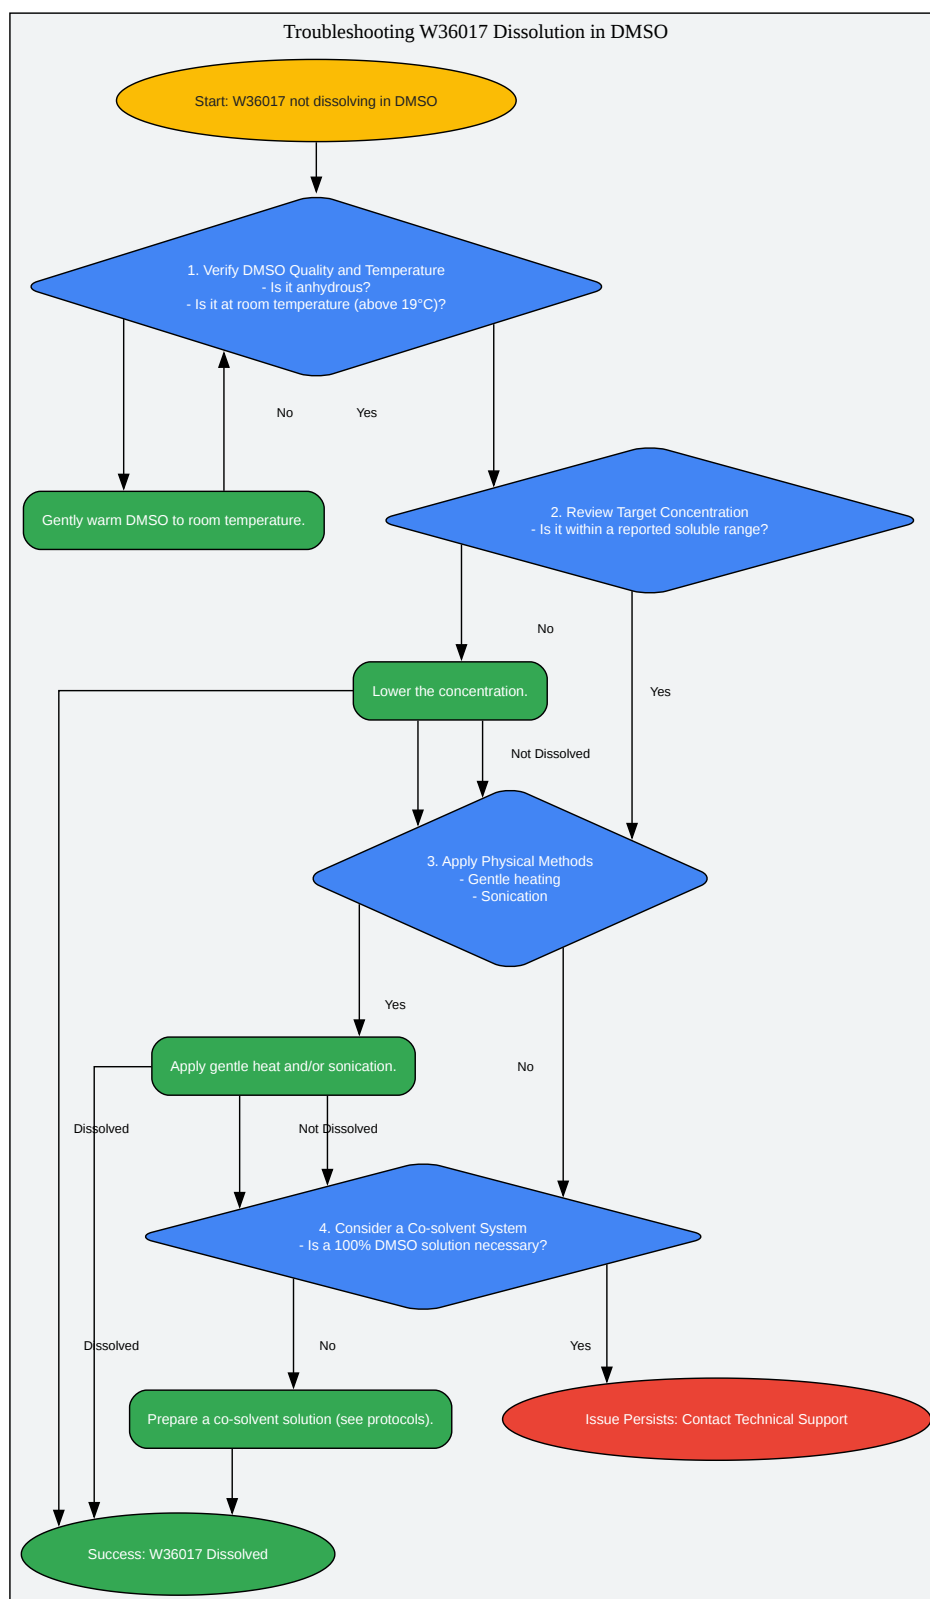 Troubleshooting W36017 Dissolution in DMSO
Start: W36017 not dissolving in DMSO
1. Verify DMSO Quality and Temperature
- Is it anhydrous?
- Is it at room temperature (above 19°C)?
No
Yes
Gently warm DMSO to room temperature.
2. Review Target Concentration
- Is it within a reported soluble range?
No
Lower the concentration.
Yes
Not Dissolved
3. Apply Physical Methods
- Gentle heating
- Sonication
Yes
Apply gentle heat and/or sonication.
No
Dissolved
Not Dissolved
4. Consider a Co-solvent System
- Is a 100% DMSO solution necessary?
Dissolved
No
Yes
Prepare a co-solvent solution (see protocols).
Issue Persists: Contact Technical Support
Success: W36017 Dissolved